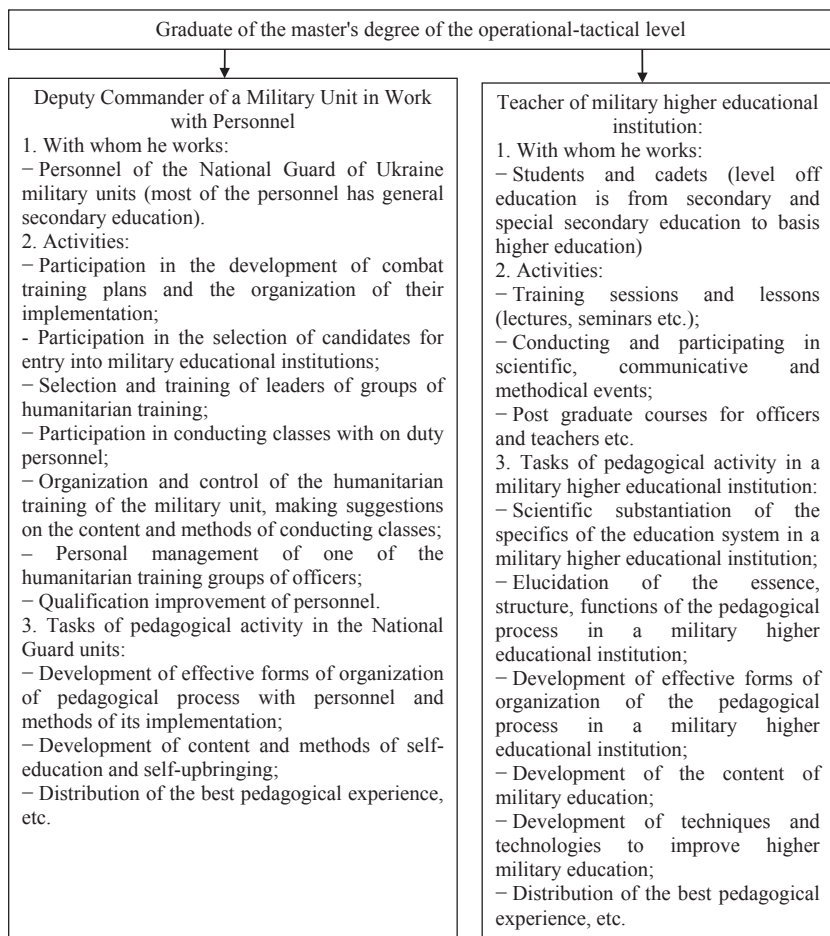 Graduate of the master's degree of the operational-tactical level
Deputy Commander of a Military Unit in Work
with Personnel
1. With whom he works:
− Personnel of the National Guard of Ukraine
military units (most of the personnel has general
secondary education).
2. Activities:
− Participation in the development of combat
training plans and the organization of their
implementation;
- Participation in the selection of candidates for
entry into military educational institutions;
− Selection and training of leaders of groups of
humanitarian training;
− Participation in conducting classes with on duty
personnel;
− Organization and control of the humanitarian
training of the military unit, making suggestions
on the content and methods of conducting classes;
– Personal management of one of the
humanitarian training groups of officers;
− Qualification improvement of personnel.
3. Tasks of pedagogical activity in the National
Guard units:
− Development of effective forms of organization
of pedagogical process with personnel and
methods of its implementation;
− Development of content and methods of self-
education and self-upbringing;
− Distribution of the best pedagogical experience,
etc.
Teacher of military higher educational
institution:
1. With whom he works:
− Students and cadets (level off
education is from secondary and
special secondary education to basis
higher education)
2. Activities:
− Training sessions and lessons
(lectures, seminars etc.);
− Conducting and participating in
scientific, communicative and
methodical events;
− Post graduate courses for officers
and teachers etc.
3. Tasks of pedagogical activity in a
military higher educational institution:
− Scientific substantiation of the
specifics of the education system in a
military higher educational institution;
− Elucidation of the essence,
structure, functions of the pedagogical
process in a military higher
educational institution;
− Development of effective forms of
organization of the pedagogical
process in a military higher
educational institution;
− Development of the content of
military education;
− Development of techniques and
technologies to improve higher
military education;
− Distribution of the best pedagogical
experience, etc.